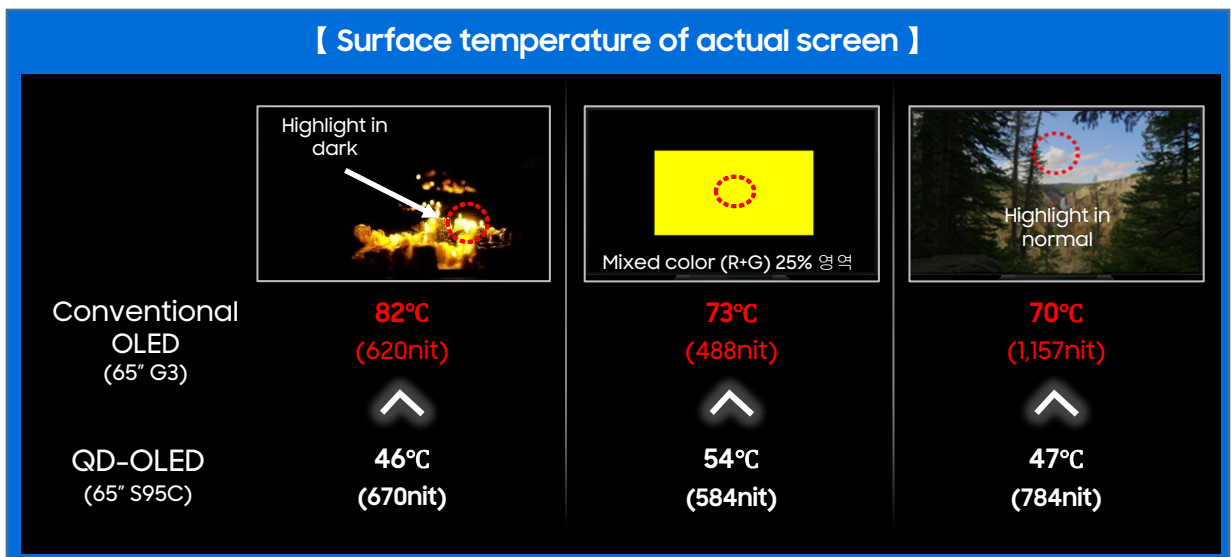 【 Surface temperature of actual screen 】
Highlight in
dark
Mixed color (R+G) 25% 영역
Highlight in
normal
Conventional
OLED
(65” G3)
82℃
(620nit)
73℃
(488nit)
70℃
(1,157nit)
QD-OLED
(65” S95C)
46℃
(670nit)
54℃
(584nit)
47℃
(784nit)